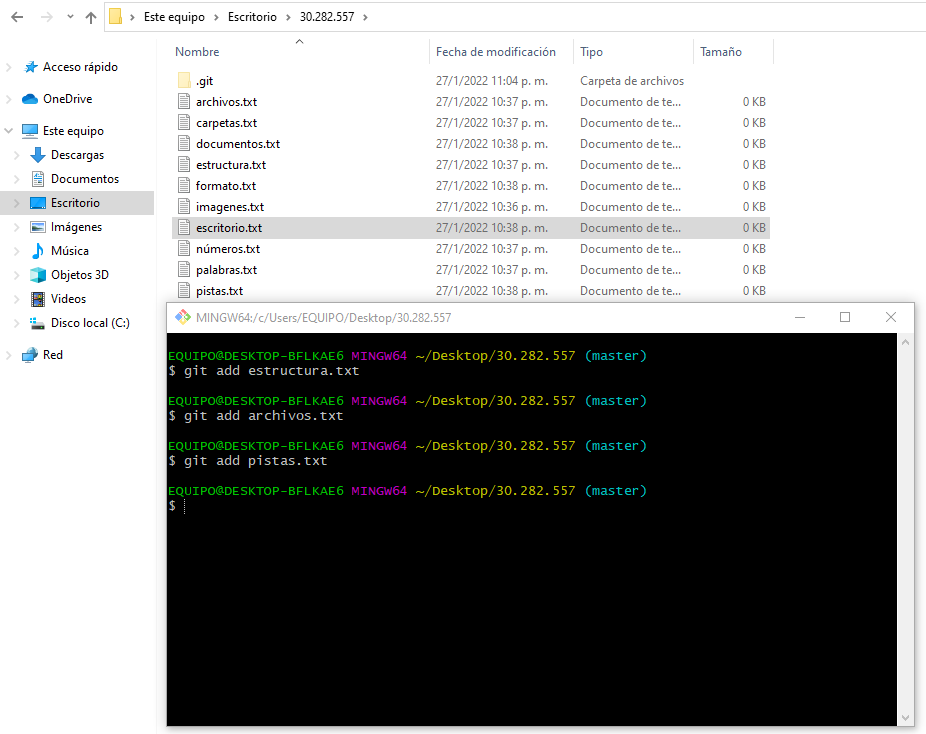 Este equipo > Escritorio > 30.282.557 >
Nombre Fecha de modificación Tipo Tamaño
Acceso rápido
OneDrive
Este equipo
Descargas
Documentos
Escritorio
Imágenes
Música
Objetos 3D
Videos
Disco local (C:)
Red
.git 27/1/2022 11:04 p. m. Carpeta de archivos
archivos.txt 27/1/2022 10:37 p. m. Documento de te... 0 KB
carpetas.txt 27/1/2022 10:37 p. m. Documento de te... 0 KB
documentos.txt 27/1/2022 10:38 p. m. Documento de te... 0 KB
estructura.txt 27/1/2022 10:37 p. m. Documento de te... 0 KB
formato.txt 27/1/2022 10:38 p. m. Documento de te... 0 KB
imagenes.txt 27/1/2022 10:36 p. m. Documento de te... 0 KB
escritorio.txt 27/1/2022 10:38 p. m. Documento de te... 0 KB
números.txt 27/1/2022 10:37 p. m. Documento de te... 0 KB
palabras.txt 27/1/2022 10:37 p. m. Documento de te... 0 KB
pistas.txt 27/1/2022 10:38 p. m. Documento de te... 0 KB
MINGW64:/c/Users/EQUIPO/Desktop/30.282.557
EQUIPO@DESKTOP-BFLKAE6 MINGW64 ~/Desktop/30.282.557 (master)
$ git add estructura.txt
EQUIPO@DESKTOP-BFLKAE6 MINGW64 ~/Desktop/30.282.557 (master)
$ git add archivos.txt
EQUIPO@DESKTOP-BFLKAE6 MINGW64 ~/Desktop/30.282.557 (master)
$ git add pistas.txt
EQUIPO@DESKTOP-BFLKAE6 MINGW64 ~/Desktop/30.282.557 (master)
$